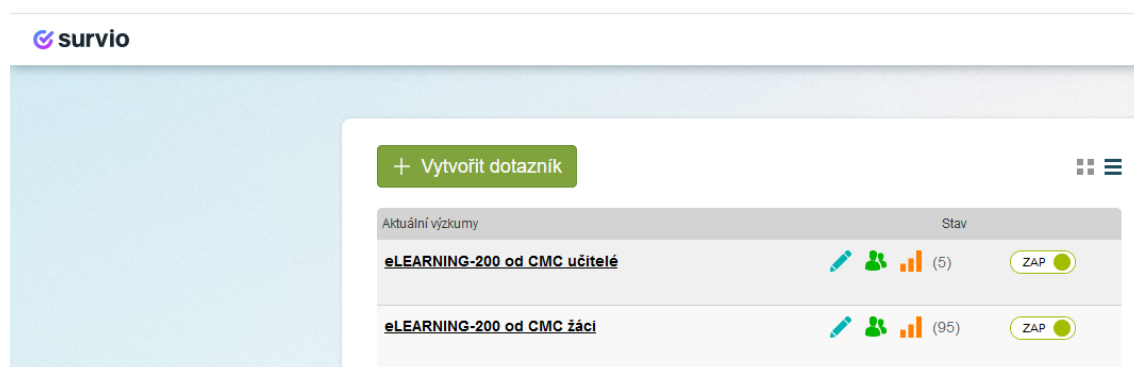 survio
+ Vytvořit dotazník
Aktuální výzkumy Stav
eLEARNING-200 od CMC učitelé (5) ZAP
eLEARNING-200 od CMC žáci (95) ZAP